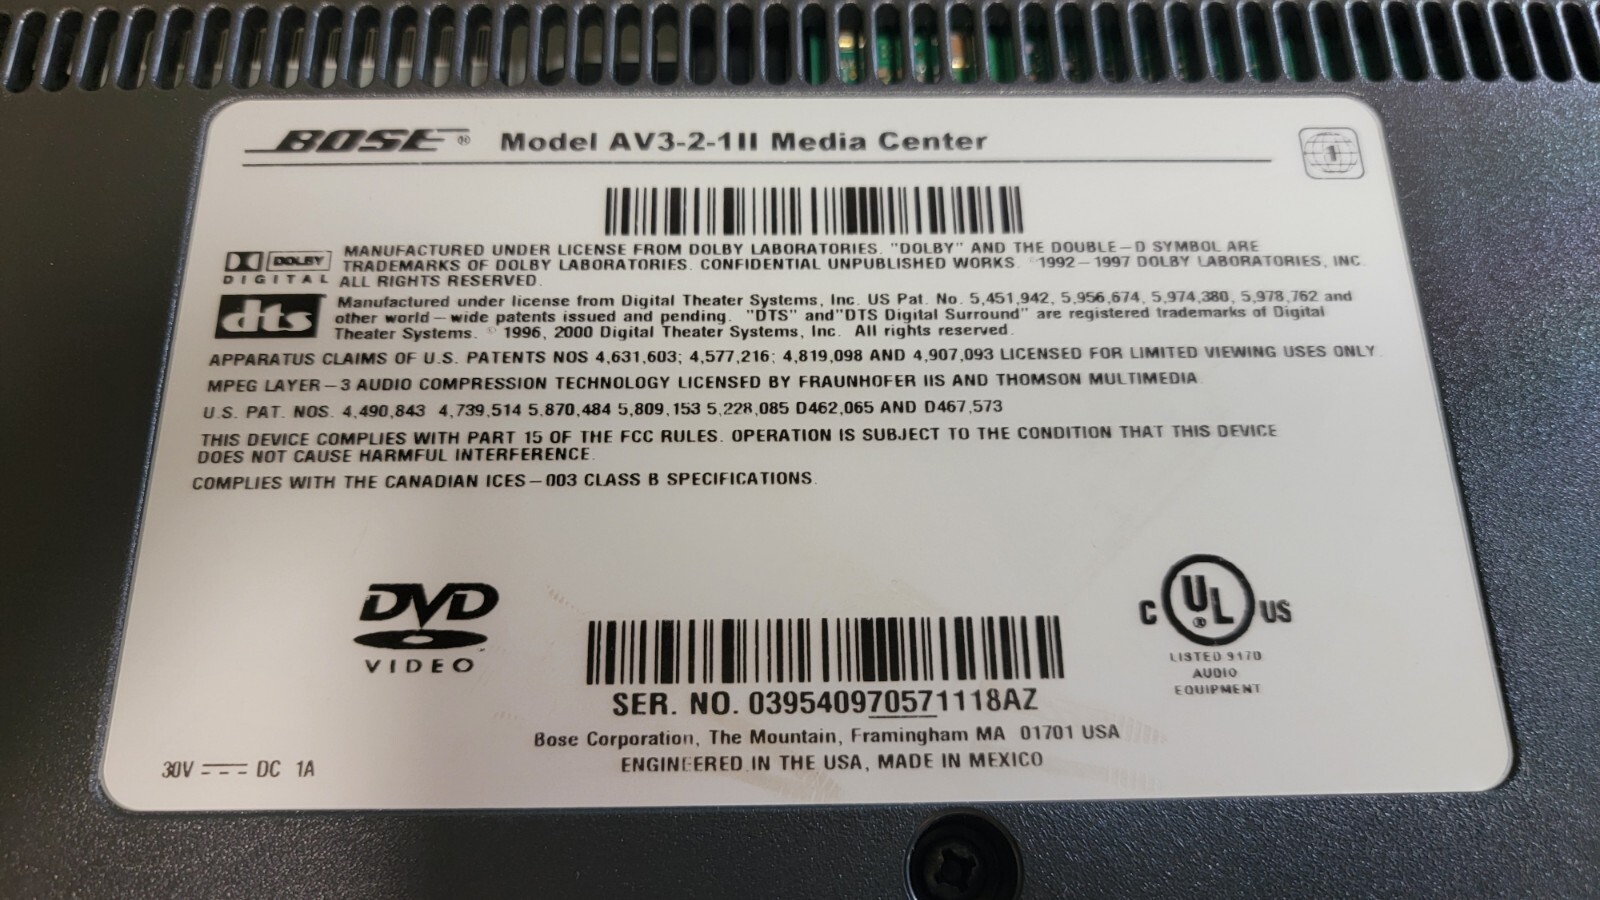 BOSE® Model AV3-2-1II Media Center
1
DOLBY
DIGITAL
MANUFACTURED UNDER LICENSE FROM DOLBY LABORATORIES. "DOLBY" AND THE DOUBLE-D SYMBOL ARE
TRADEMARKS OF DOLBY LABORATORIES. CONFIDENTIAL UNPUBLISHED WORKS. ©1992-1997 DOLBY LABORATORIES, INC.
ALL RIGHTS RESERVED.
dts
Manufactured under license from Digital Theater Systems, Inc. US Pat. No. 5,451,942, 5,956,674, 5,974,380, 5,978,762 and
other world-wide patents issued and pending. "DTS" and "DTS Digital Surround" are registered trademarks of Digital
Theater Systems. © 1996, 2000 Digital Theater Systems, Inc. All rights reserved.
APPARATUS CLAIMS OF U.S. PATENTS NOS 4,631,603; 4,577,216; 4,819,098 AND 4,907,093 LICENSED FOR LIMITED VIEWING USES ONLY.
MPEG LAYER-3 AUDIO COMPRESSION TECHNOLOGY LICENSED BY FRAUNHOFER IIS AND THOMSON MULTIMEDIA.
U.S. PAT. NOS. 4,490,843 4,739,514 5,870,484 5,809,153 5,228,085 D462,065 AND D467,573
THIS DEVICE COMPLIES WITH PART 15 OF THE FCC RULES. OPERATION IS SUBJECT TO THE CONDITION THAT THIS DEVICE
DOES NOT CAUSE HARMFUL INTERFERENCE.
COMPLIES WITH THE CANADIAN ICES-003 CLASS B SPECIFICATIONS.
DVD
VIDEO
C UL® US
LISTED 917D
AUDIO
EQUIPMENT
SER. NO. 039540970571118AZ
Bose Corporation, The Mountain, Framingham MA 01701 USA
ENGINEERED IN THE USA, MADE IN MEXICO
30V DC 1A